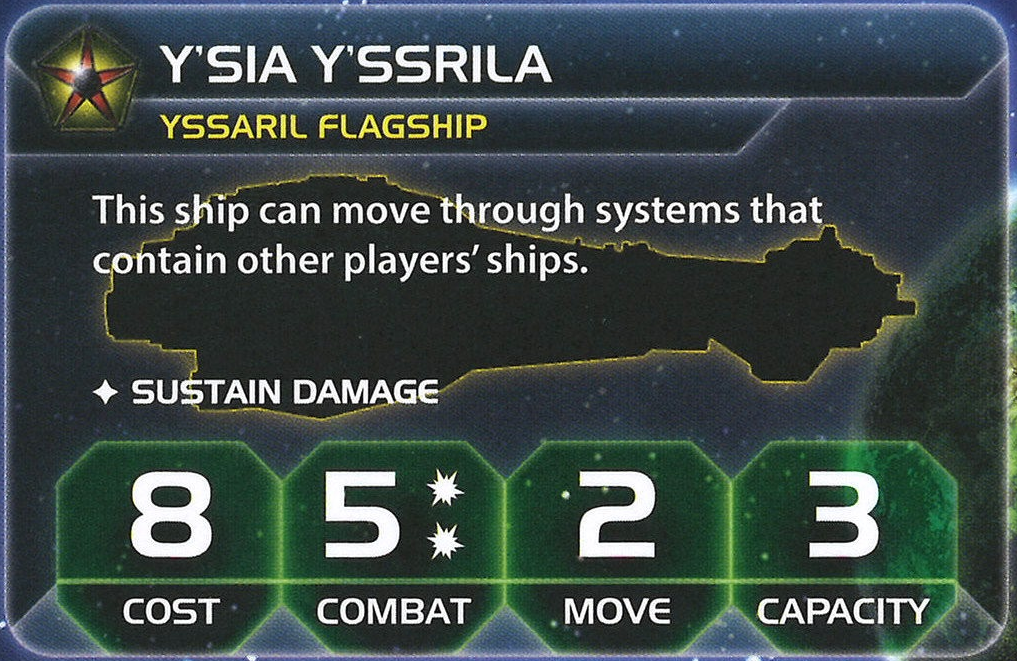 Y'SIA Y'SSRILA
YSSARIL FLAGSHIP
This ship can move through systems that
contain other players' ships.
SUSTAIN DAMAGE
8 5 2 3
COST COMBAT MOVE CAPACITY